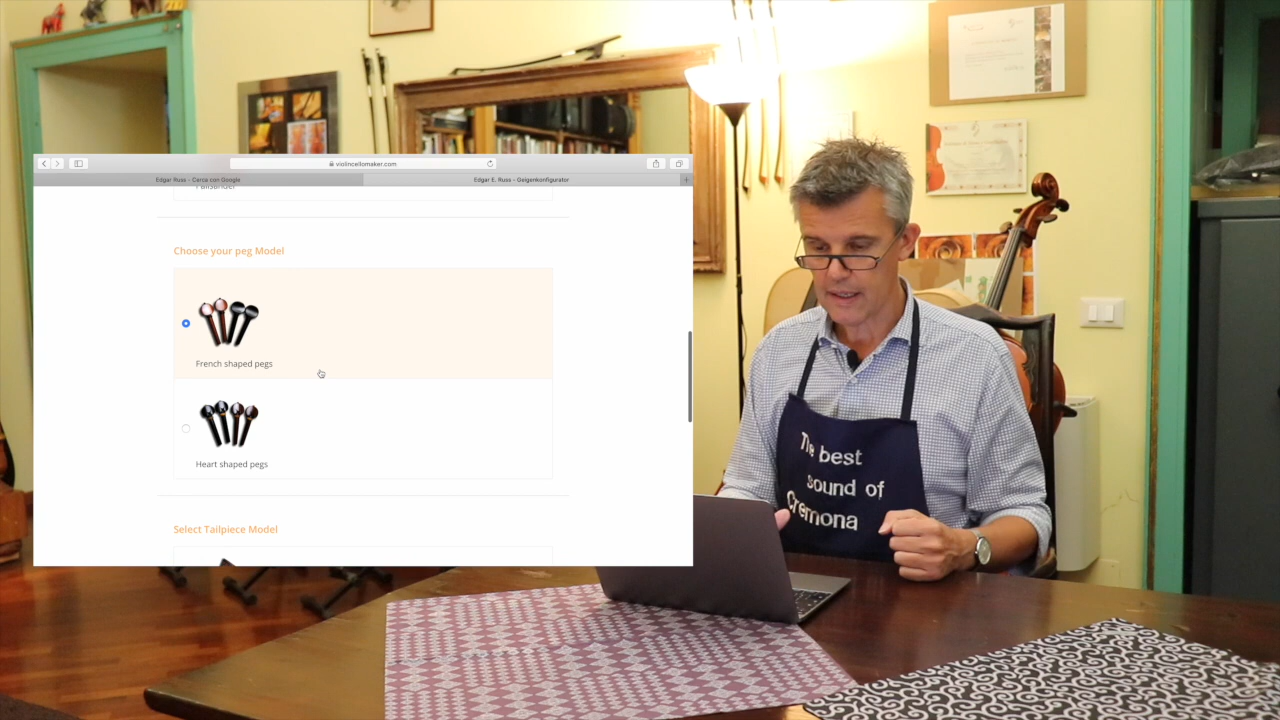 violincellomaker.com
Edgar Russ - Cerca con Google
Edgar E. Russ - Geigenkonfigurator
Palisander
Choose your peg Model
French shaped pegs
Heart shaped pegs
Select Tailpiece Model
The best
sound of
Cremona